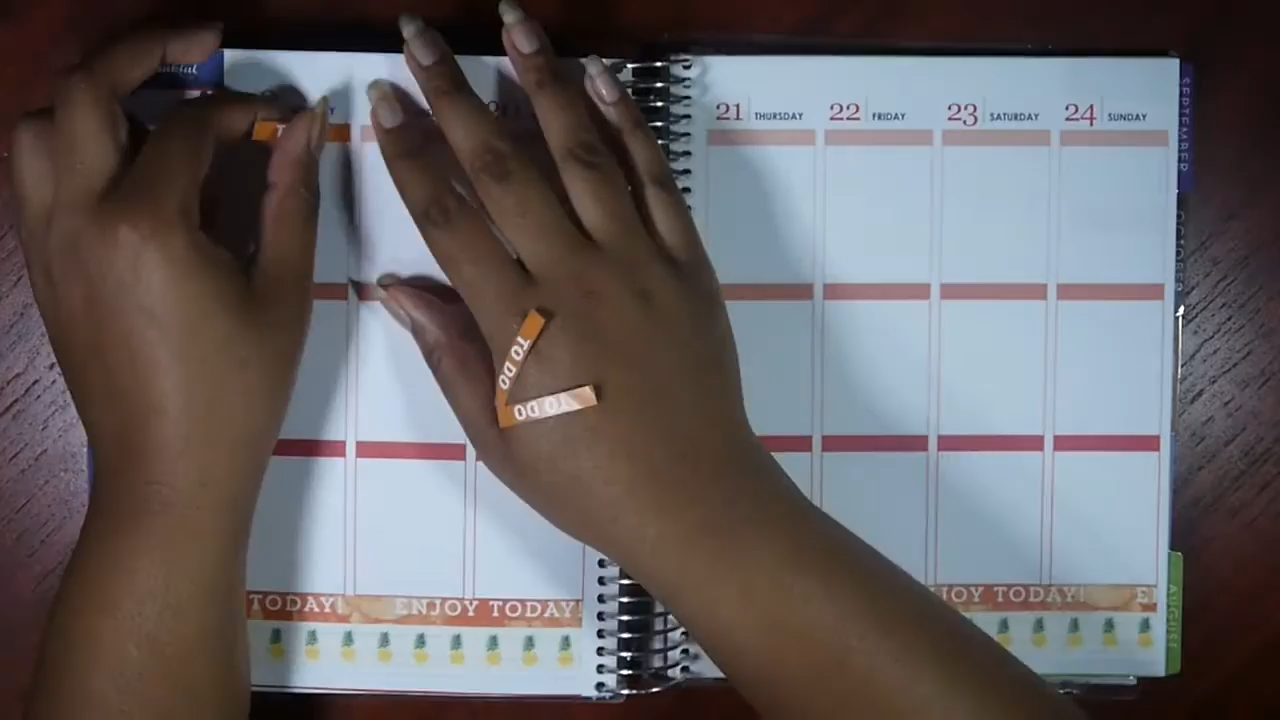 21 THURSDAY
22 FRIDAY
23 SATURDAY
24 SUNDAY
SEPTEMBER
OCTOBER
TO DO
TO DO
TODAY!
ENJOY TODAY!
JOY TODAY!
AUGUST